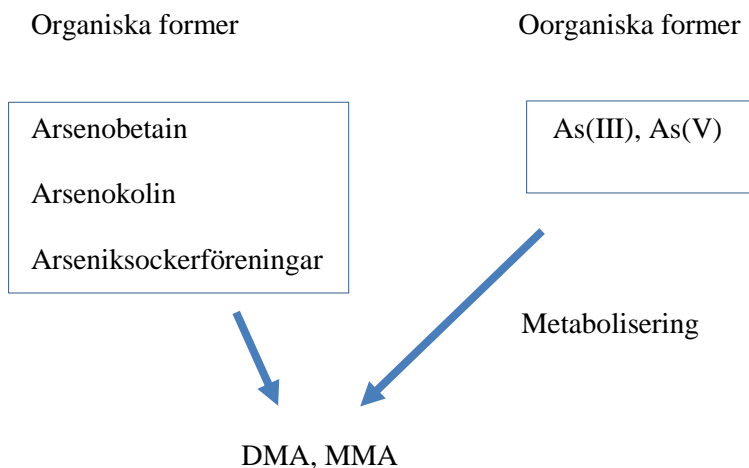 Organiska former
Oorganiska former
Arsenobetain
As(III), As(V)
Arsenokolin
Arseniksockerföreningar
Metabolisering
DMA, MMA